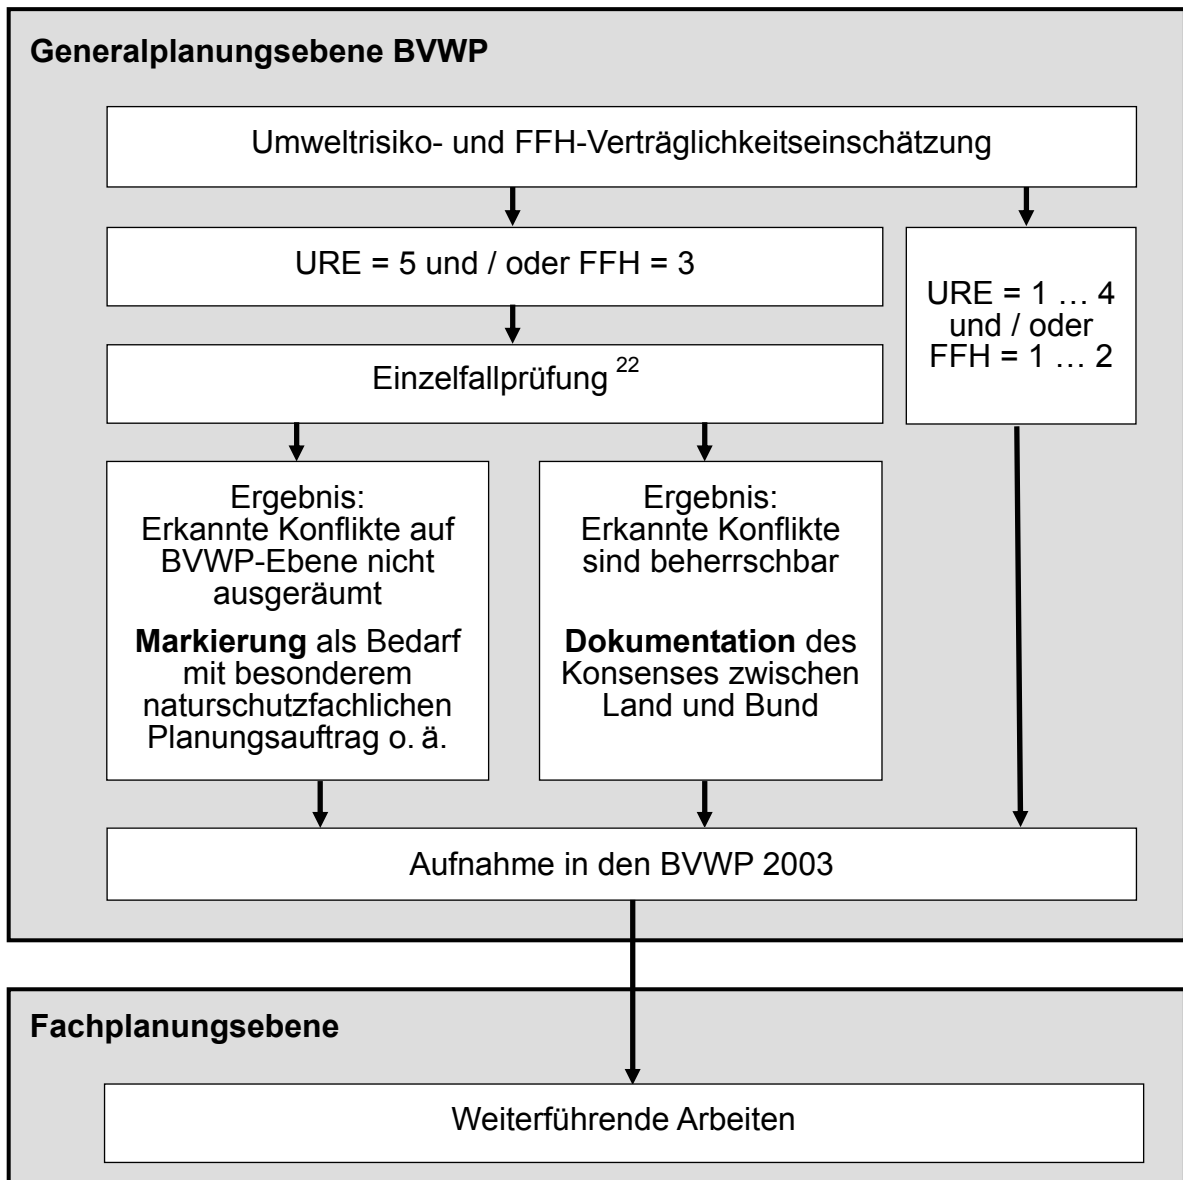 Generalplanungsebene BVWP
Umweltrisiko- und FFH-Verträglichkeitseinschätzung
URE = 5 und / oder FFH = 3
URE = 1 … 4
und / oder
FFH = 1 … 2
Einzelfallprüfung 22
Ergebnis:
Erkannte Konflikte auf
BVWP-Ebene nicht
ausgeräumt
Markierung als Bedarf
mit besonderem
naturschutzfachlichen
Planungsauftrag o. ä.
Ergebnis:
Erkannte Konflikte
sind beherrschbar
Dokumentation des
Konsenses zwischen
Land und Bund
Aufnahme in den BVWP 2003
Fachplanungsebene
Weiterführende Arbeiten